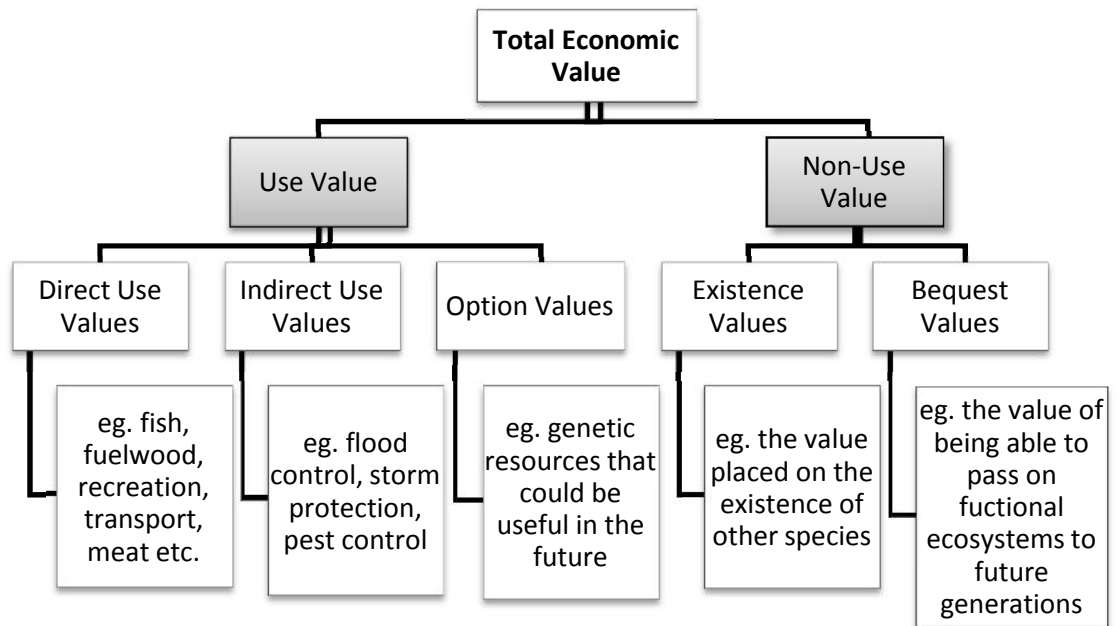 Total Economic
Value
Use Value
Non-Use
Value
Direct Use
Values
Indirect Use
Values
Option Values
Existence
Values
Bequest
Values
eg. fish,
fuelwood,
recreation,
transport,
meat etc.
eg. flood
control, storm
protection,
pest control
eg. genetic
resources that
could be
useful in the
future
eg. the value
placed on the
existence of
other species
eg. the value of
being able to
pass on
fuctional
ecosystems to
future
generations